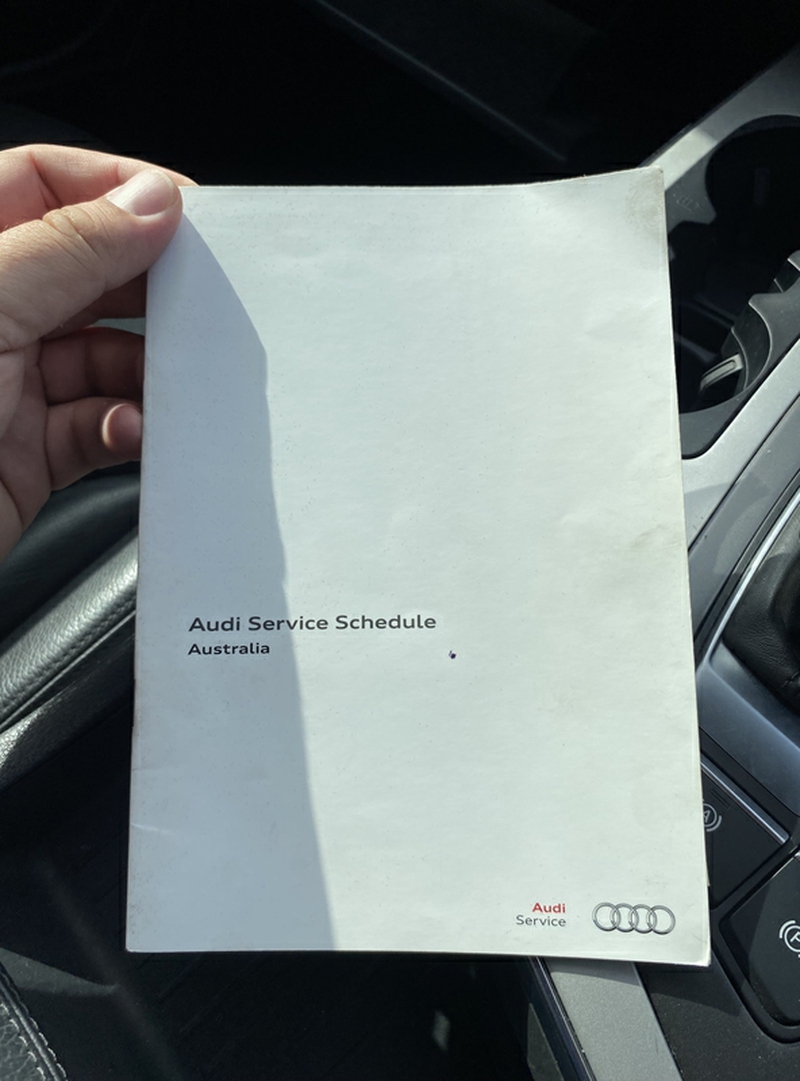 Audi Service Schedule
Australia
Audi
Service